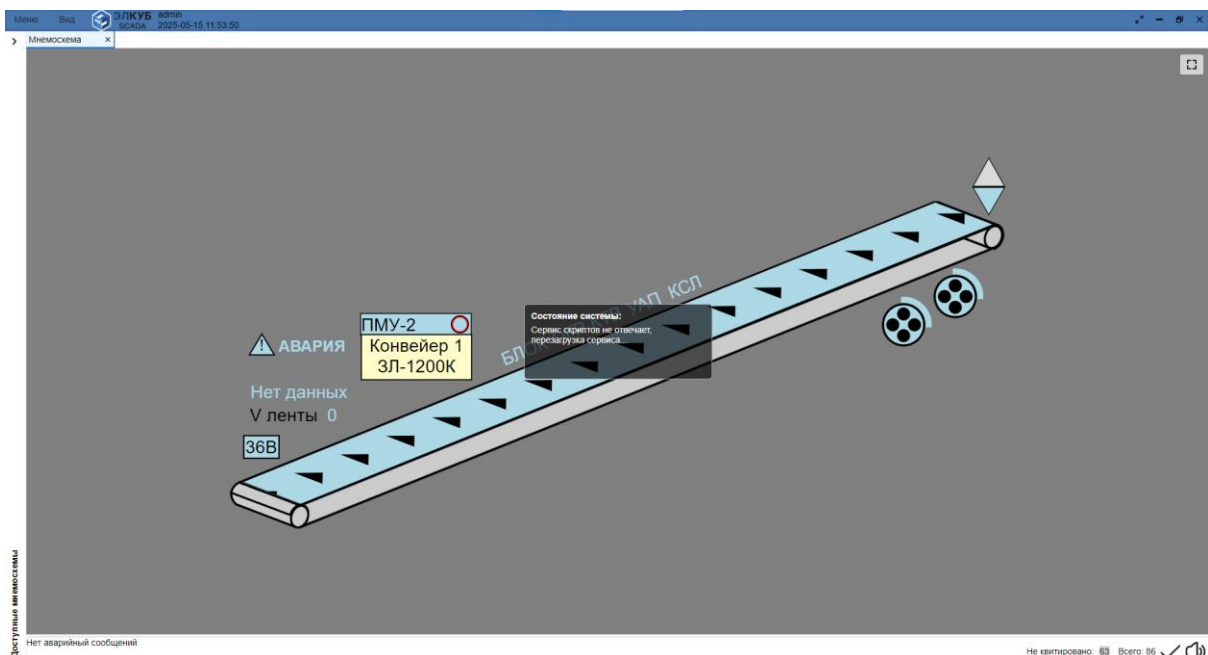 Меню Вид ЭЛКУБ admin
SCADA 2025-05-15 11:53:50
Мнемосхема ×
БЛОК УАП КСЛ
Состояние системы:
Сервис скриптов не отвечает,
перезагрузка сервиса...
ПМУ-2
АВАРИЯ
Конвейер 1
ЗЛ-1200К
Нет данных
V ленты 0
36В
Доступные мнемосхемы
Нет аварийный сообщений
Не квитировано: 63 Всего: 86